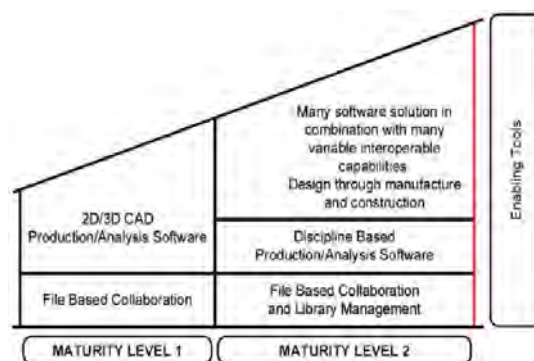 Many software solution in
combination with many
variable interoperable
capabilities
Design through manufacture
and construction
Enabling Tools
2D/3D CAD
Production/Analysis Software
Discipline Based
Production/Analysis Software
File Based Collaboration
File Based Collaboration
and Library Management
MATURITY LEVEL 1
MATURITY LEVEL 2